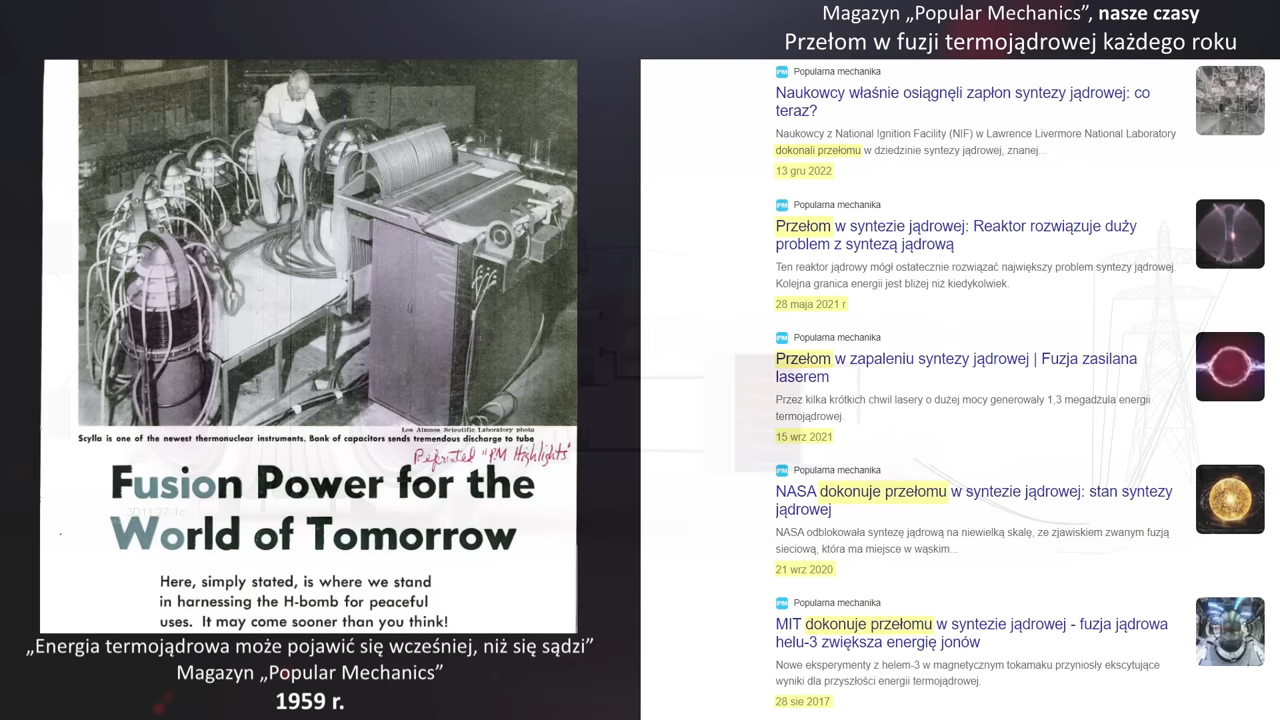 Magazyn „Popular Mechanics”, nasze czasy
Przełom w fuzji termojądrowej każdego roku
Los Alamos Scientific Laboratory photo
Scylla is one of the newest thermonuclear instruments. Bank of capacitors sends tremendous discharge to tube
"PM Highlights"
Fusion Power for the
World of Tomorrow
Here, simply stated, is where we stand
in harnessing the H-bomb for peaceful
uses. It may come sooner than you think!
„Energia termojądrowa może pojawić się wcześniej, niż się sądzi”
Magazyn „Popular Mechanics”
1959 r.
PM Popularna mechanika
Naukowcy właśnie osiągnęli zapłon syntezy jądrowej: co
teraz?
Naukowcy z National Ignition Facility (NIF) w Lawrence Livermore National Laboratory
dokonali przełomu w dziedzinie syntezy jądrowej, znanej...
13 gru 2022
PM Popularna mechanika
Przełom w syntezie jądrowej: Reaktor rozwiązuje duży
problem z syntezą jądrową
Ten reaktor jądrowy mógł ostatecznie rozwiązać największy problem syntezy jądrowej.
Kolejna granica energii jest bliżej niż kiedykolwiek.
28 maja 2021 r
PM Popularna mechanika
Przełom w zapaleniu syntezy jądrowej | Fuzja zasilana
laserem
Przez kilka krótkich chwil lasery o dużej mocy generowały 1,3 megadżula energii
termojądrowej.
15 wrz 2021
PM Popularna mechanika
NASA dokonuje przełomu w syntezie jądrowej: stan syntezy
jądrowej
NASA odblokowała syntezę jądrową na niewielką skalę, ze zjawiskiem zwanym fuzją
sieciową, która ma miejsce w wąskim...
21 wrz 2020
PM Popularna mechanika
MIT dokonuje przełomu w syntezie jądrowej - fuzja jądrowa
helu-3 zwiększa energię jonów
Nowe eksperymenty z helem-3 w magnetycznym tokamaku przyniosły ekscytujące
wyniki dla przyszłości energii termojądrowej.
28 sie 2017